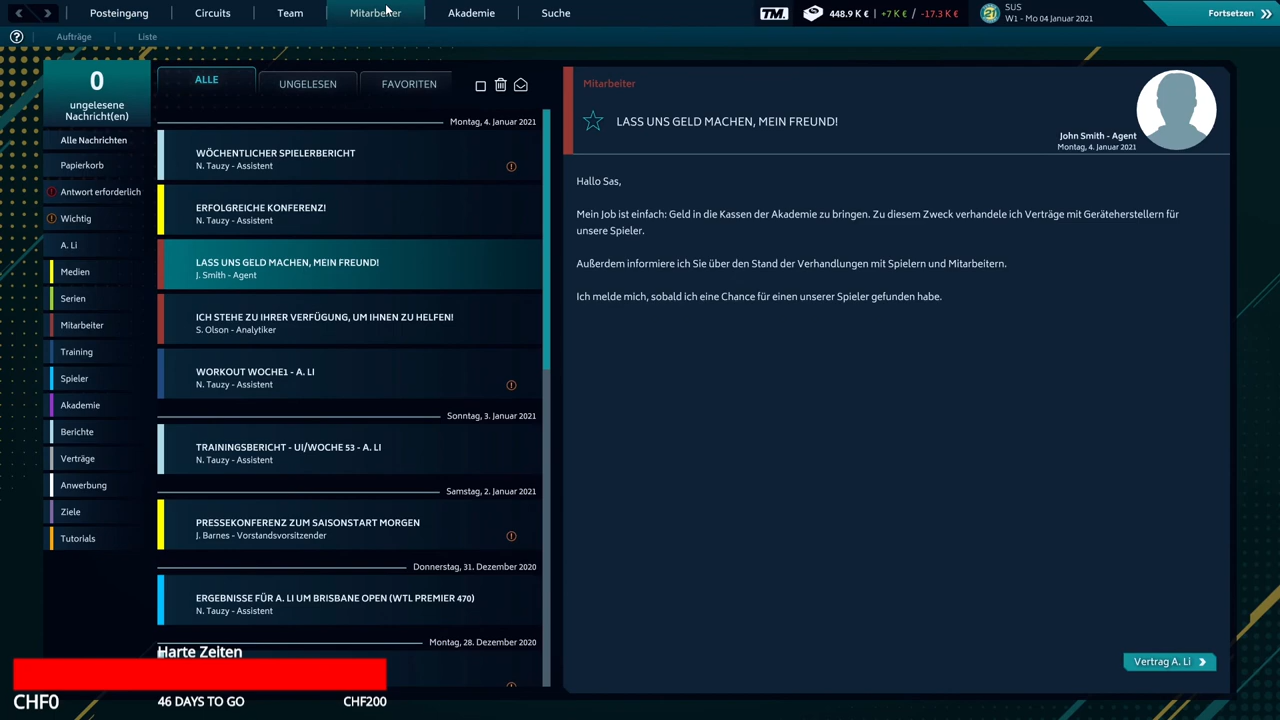 Posteingang
Circuits
Team
Mitarbeiter
Akademie
Suche
TM.
448.9 K € | +7 K € / -17.3 K €
21
SUS
W1 - Mo 04 Januar 2021
Fortsetzen
?
Aufträge
Liste
0
ungelesene
Nachricht(en)
Alle Nachrichten
Papierkorb
Antwort erforderlich
Wichtig
A. Li
Medien
Serien
Mitarbeiter
Training
Spieler
Akademie
Berichte
Verträge
Anwerbung
Ziele
Tutorials
ALLE
UNGELESEN
FAVORITEN
Montag, 4. Januar 2021
WÖCHENTLICHER SPIELERBERICHT
N. Tauzy - Assistent
ERFOLGREICHE KONFERENZ!
N. Tauzy - Assistent
LASS UNS GELD MACHEN, MEIN FREUND!
J. Smith - Agent
ICH STEHE ZU IHRER VERFÜGUNG, UM IHNEN ZU HELFEN!
S. Olson - Analytiker
WORKOUT WOCHE1 - A. LI
N. Tauzy - Assistent
Sonntag, 3. Januar 2021
TRAININGSBERICHT - UI/WOCHE 53 - A. LI
N. Tauzy - Assistent
Samstag, 2. Januar 2021
PRESSEKONFERENZ ZUM SAISONSTART MORGEN
J. Barnes - Vorstandsvorsitzender
Donnerstag, 31. Dezember 2020
ERGEBNISSE FÜR A. LI UM BRISBANE OPEN (WTL PREMIER 470)
N. Tauzy - Assistent
Montag, 28. Dezember 2020
Mitarbeiter
LASS UNS GELD MACHEN, MEIN FREUND!
John Smith - Agent
Montag, 4. Januar 2021
Hallo Sas,
Mein Job ist einfach: Geld in die Kassen der Akademie zu bringen. Zu diesem Zweck verhandele ich Verträge mit Geräteherstellern für
unsere Spieler.
Außerdem informiere ich Sie über den Stand der Verhandlungen mit Spielern und Mitarbeitern.
Ich melde mich, sobald ich eine Chance für einen unserer Spieler gefunden habe.
Vertrag A. Li
Harte Zeiten
CHF0
46 DAYS TO GO
CHF200